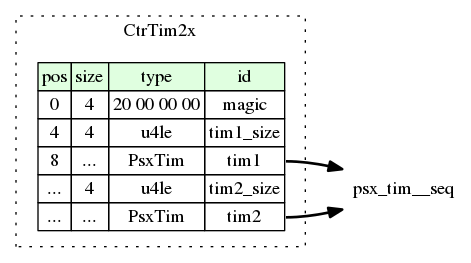 CtrTim2x
pos size type id
0 4 20 00 00 00 magic
4 4 u4le tim1_size
8 ... PsxTim tim1
... 4 u4le tim2_size
... ... PsxTim tim2
psx_tim__seq